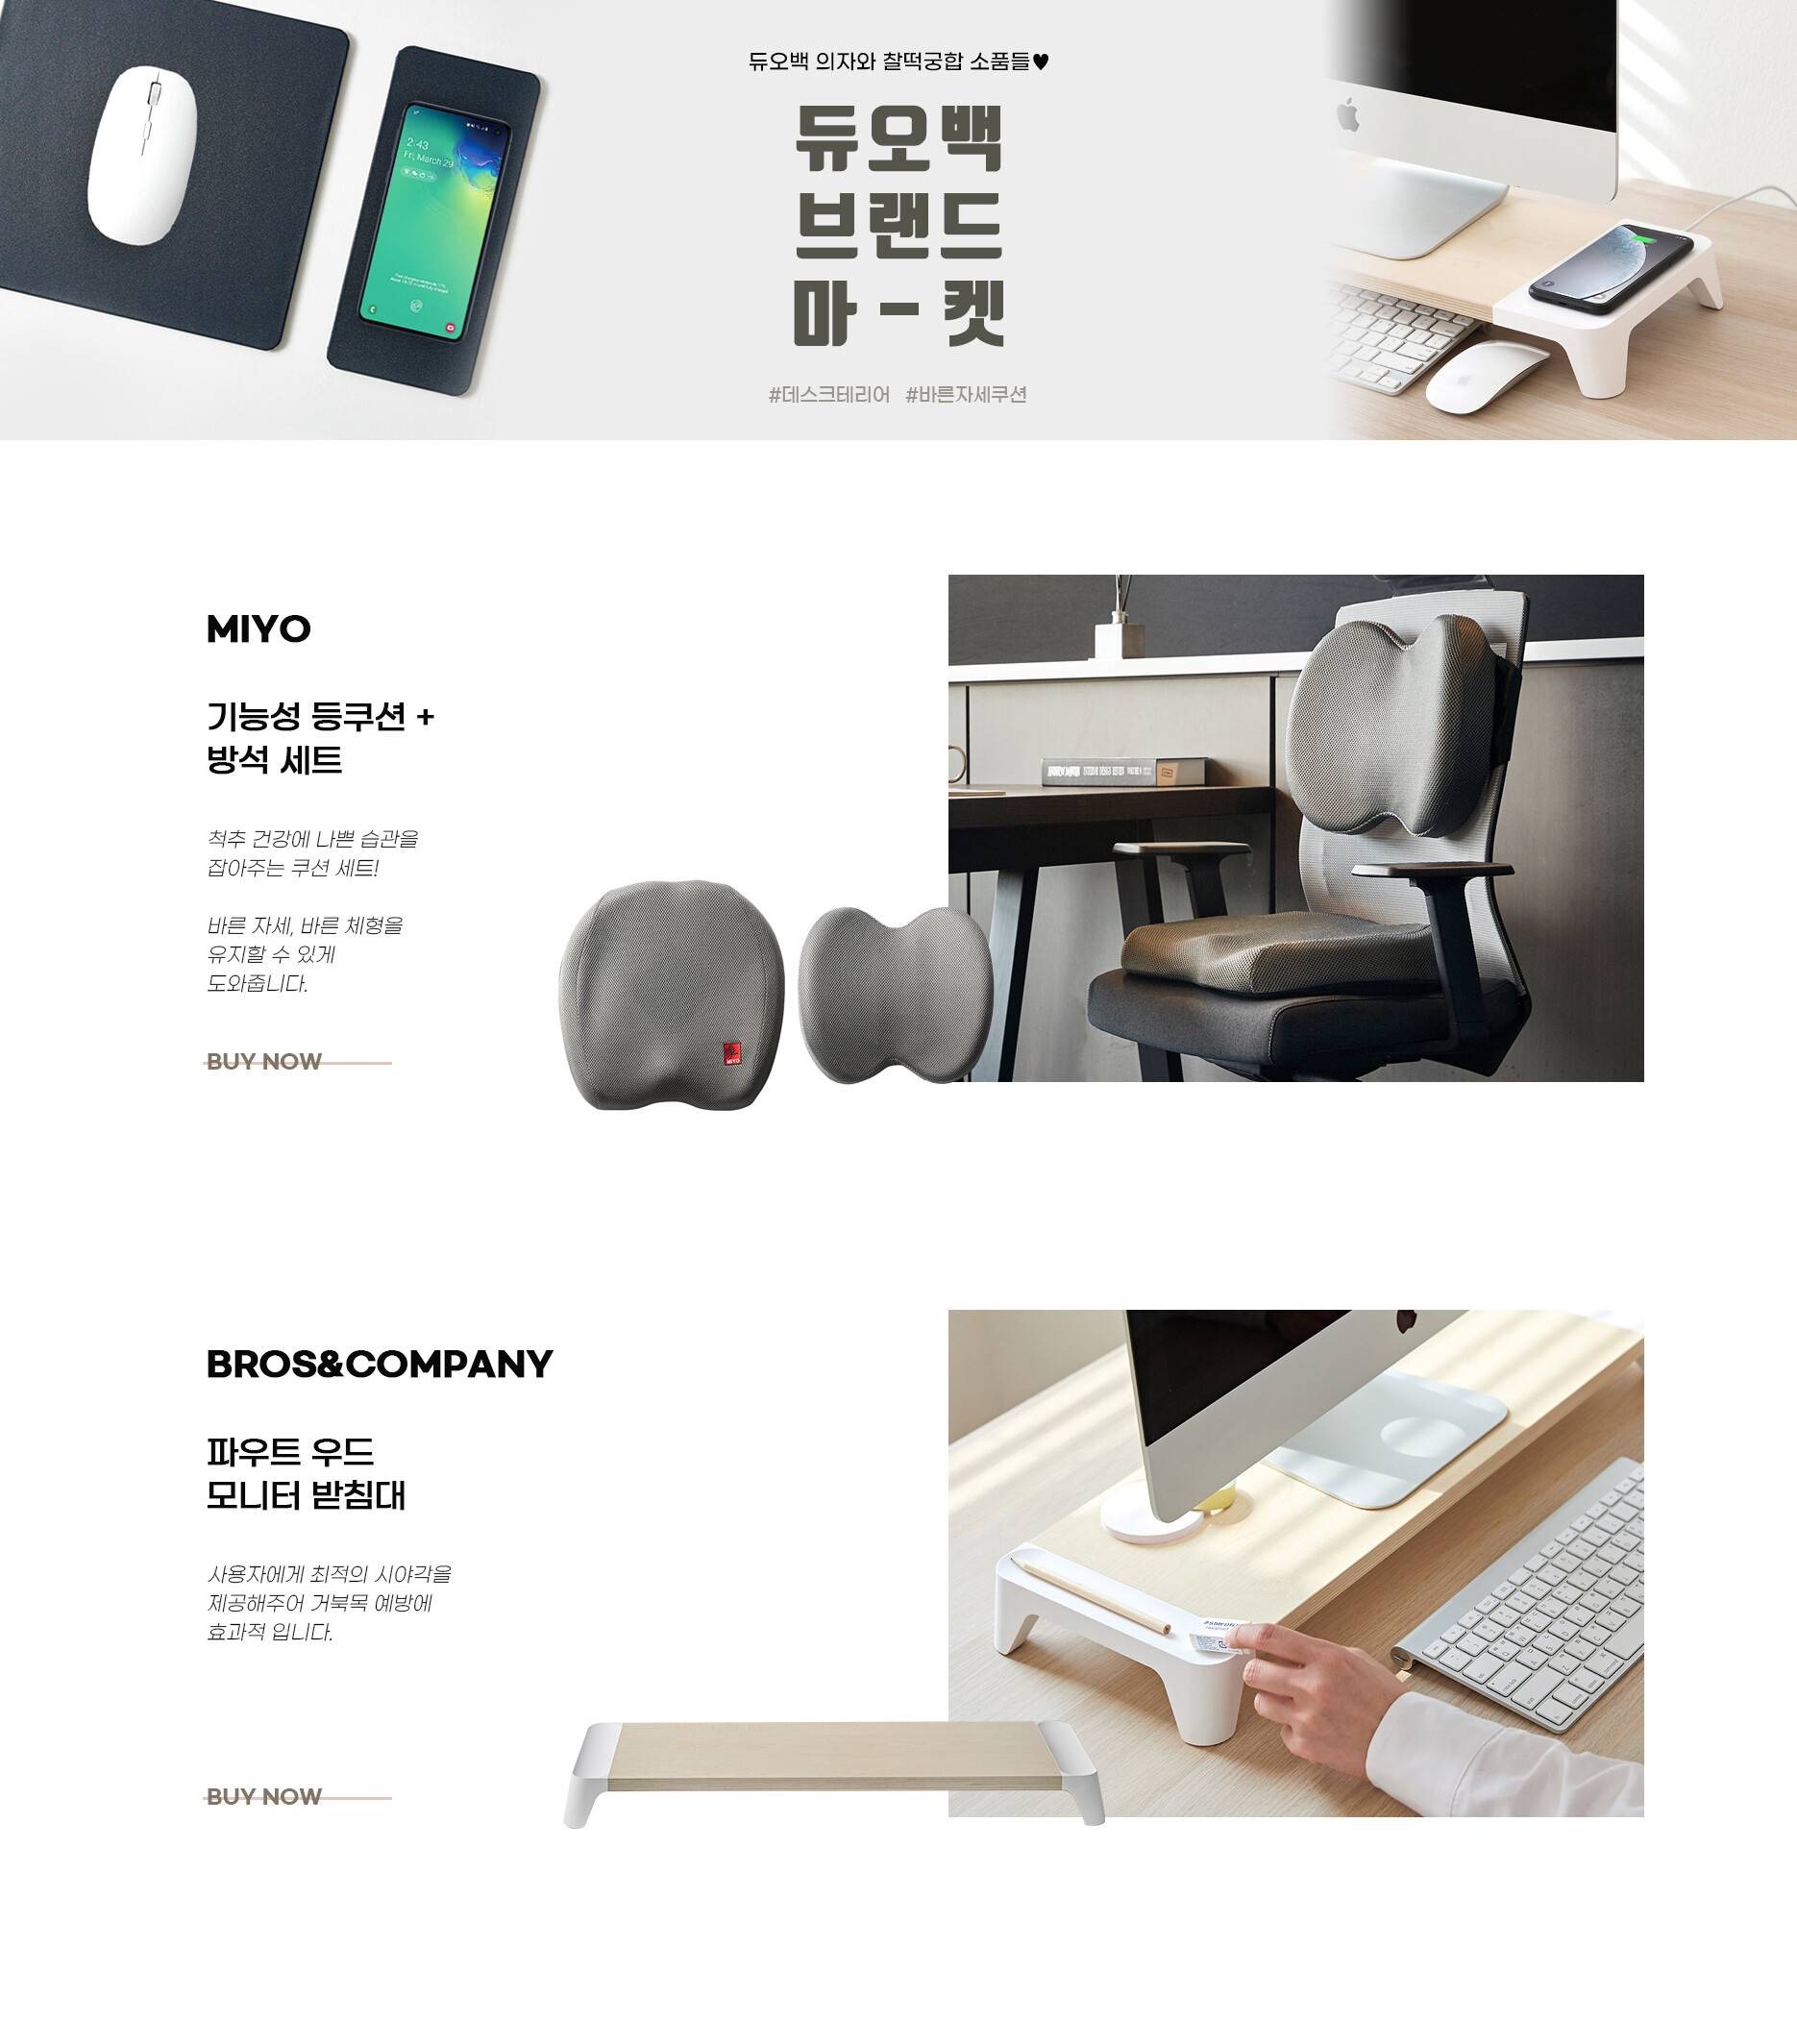 듀오백 의자와 찰떡궁합 소품들♥
듀오백
브랜드
마-켓
#데스크테리어 #바른자세쿠션
2:43
Fri, March 29
MIYO
기능성 등쿠션 +
방석 세트
척추 건강에 나쁜 습관을
잡아주는 쿠션 세트!
바른 자세, 바른 체형을
유지할 수 있게
도와줍니다.
BUY NOW
MIYO
BROS&COMPANY
파우트 우드
모니터 받침대
사용자에게 최적의 시야각을
제공해주어 거북목 예방에
효과적 입니다.
BUY NOW